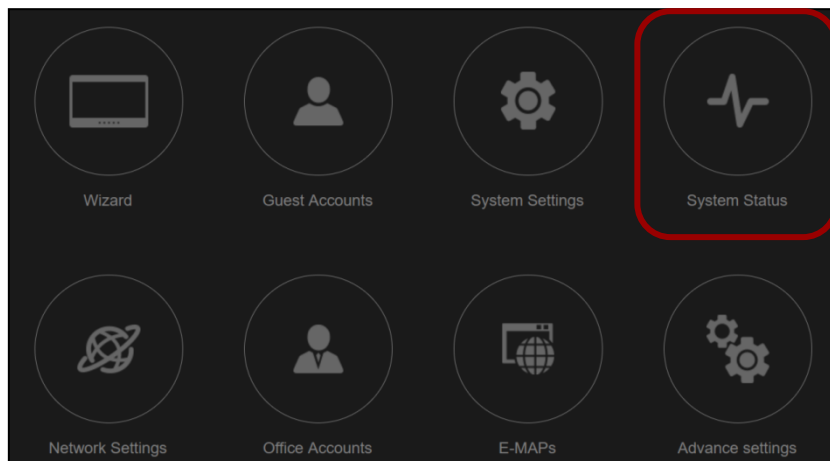 Wizard
Guest Accounts
System Settings
System Status
Network Settings
Office Accounts
E-MAPs
Advance settings